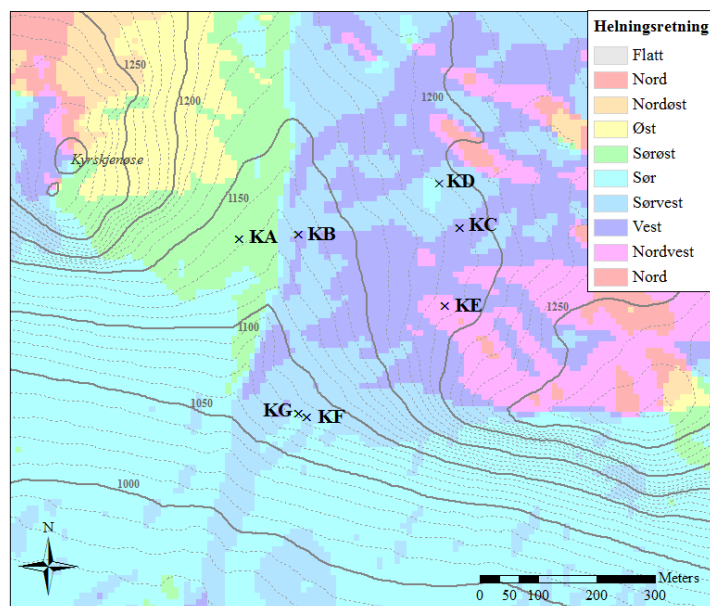 Helningsretning
Flatt
Nord
Nordøst
Øst
Sørøst
Sør
Sørvest
Vest
Nordvest
Nord
1250
1200
1200
Kyrskjenøse
1150
KD
KA
KB
KC
KE
1250
1100
1050
KG
KF
1000
N
Meters
0 50 100 200 300